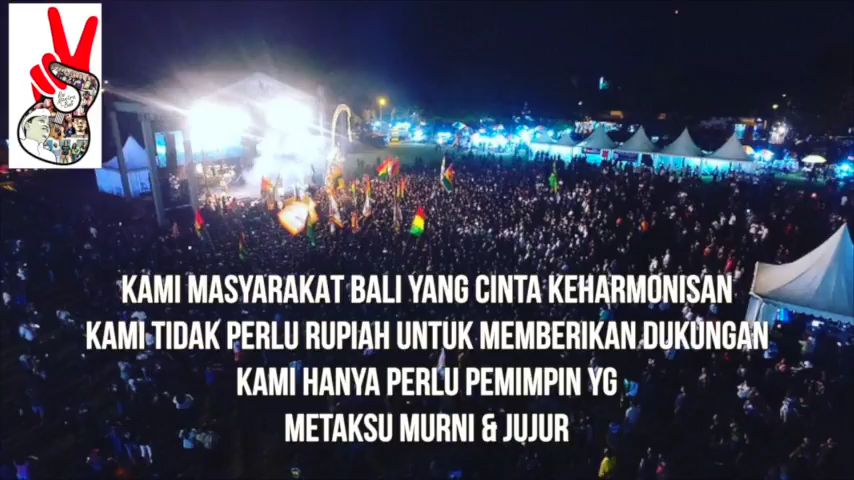 KAMI MASYARAKAT BALI YANG CINTA KEHARMONISAN
KAMI TIDAK PERLU RUPIAH UNTUK MEMBERIKAN DUKUNGAN
KAMI HANYA PERLU PEMIMPIN YG
METAKSU MURNI & JUJUR